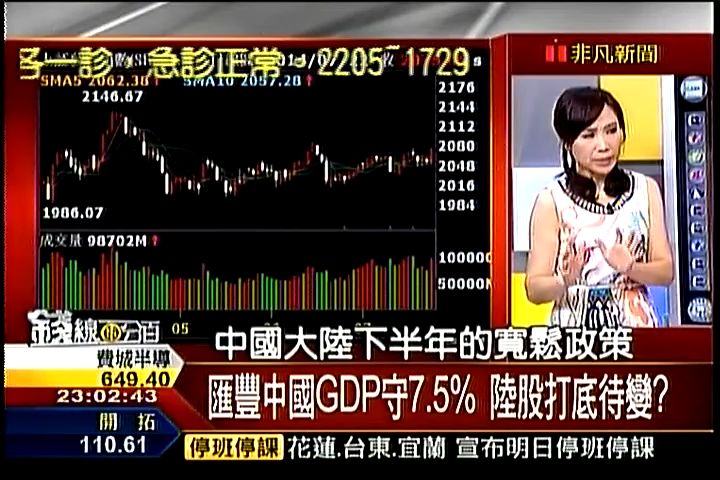 一診，急診正常。2205~1729
非凡新聞
SMA5 2062.38↑ SMA10 2057.28↑
2146.67
1986.07
2176
2144
2112
2080
2048
2016
1984
成交量 98702M↑
100000
50000M
05
錢線百分百
中國大陸下半年的寬鬆政策
費城半導
649.40
23:02:43
匯豐中國GDP守7.5% 陸股打底待變?
開拓
110.61
停班停課 花蓮.台東.宜蘭 宣布明日停班停課